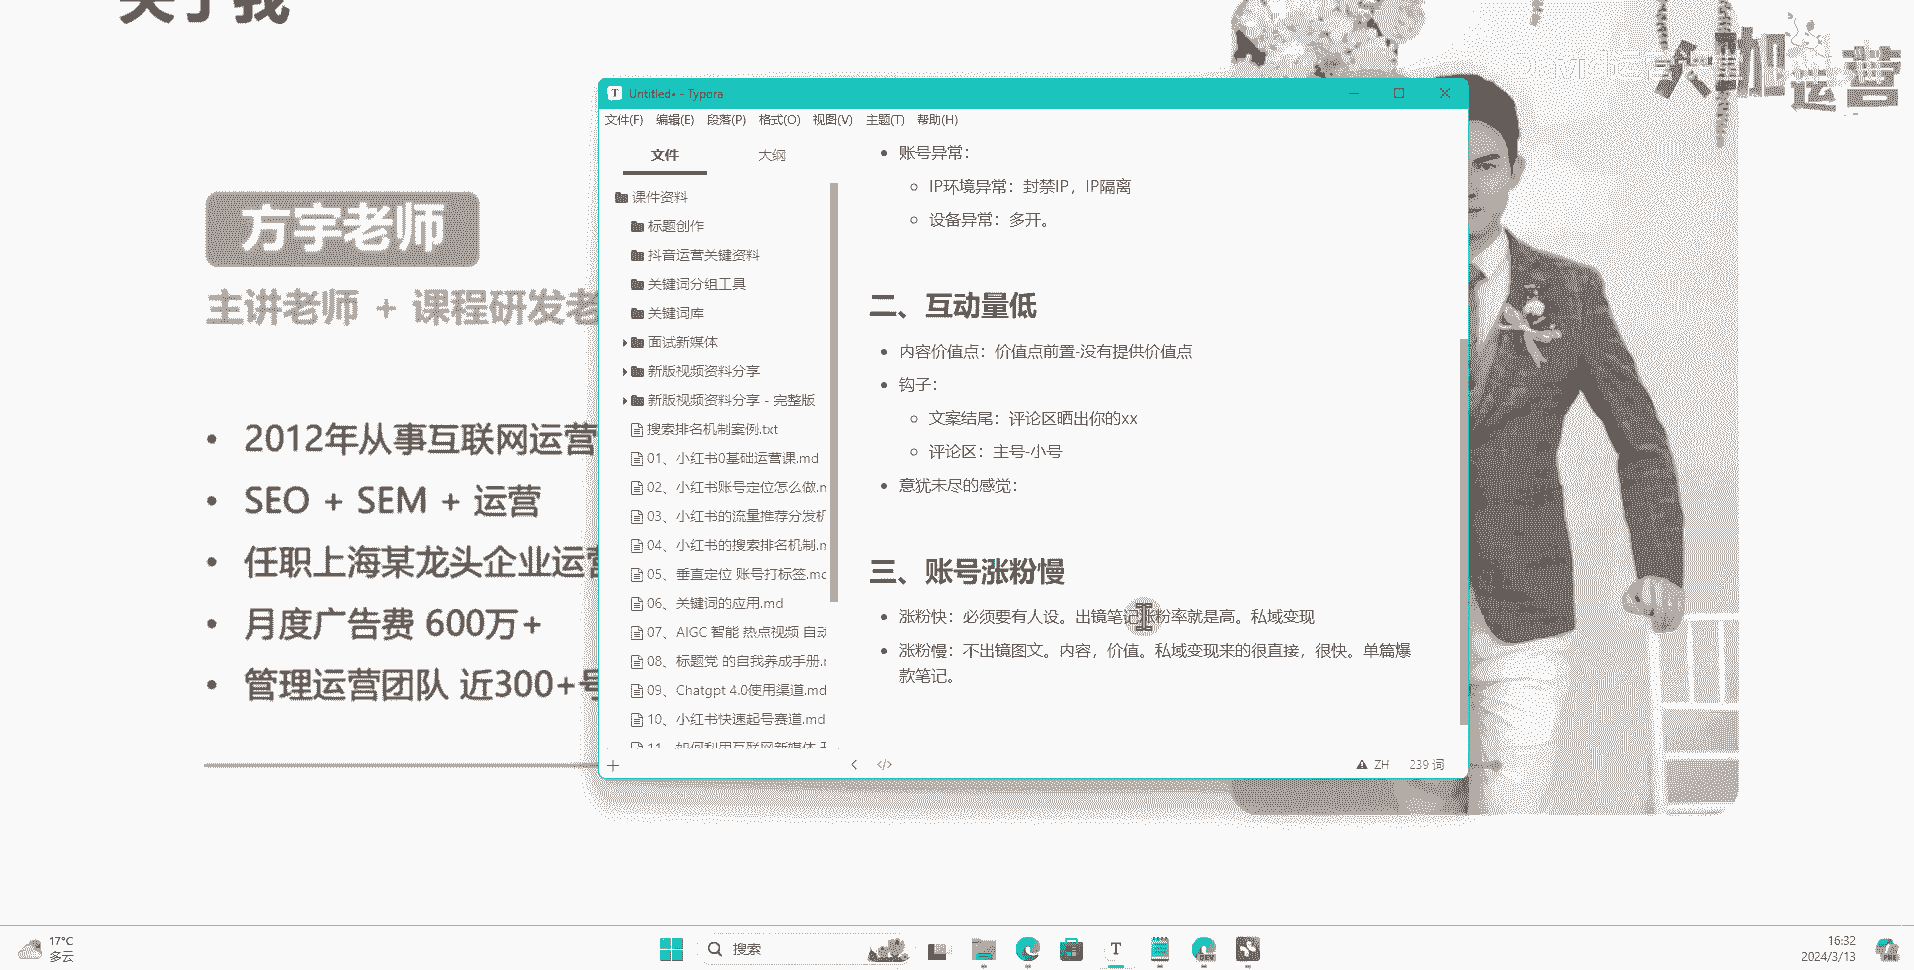 关于我
大咖运营
方宇老师
主讲老师 + 课程研发老
2012年从事互联网运营
SEO + SEM + 运营
任职上海某龙头企业运营
月度广告费 600万+
管理运营团队 近300+号
Untitled• - Typora
文件(F) 编辑(E) 段落(P) 格式(O) 视图(V) 主题(T) 帮助(H)
文件 大纲
课件资料
标题创作
抖音运营关键资料
关键词分组工具
关键词库
面试新媒体
新版视频资料分享
新版视频资料分享 - 完整版
搜索排名机制案例.txt
01、小红书0基础运营课.md
02、小红书账号定位怎么做.m
03、小红书的流量推荐分发机
04、小红书的搜索排名机制.m
05、垂直定位 账号打标签.md
06、关键词的应用.md
07、AIGC 智能 热点视频 自动
08、标题党 的自我养成手册.m
09、Chatgpt 4.0使用渠道.md
10、小红书快速起号赛道.md
11、如何利用互联网新媒体
账号异常：
IP环境异常：封禁IP，IP隔离
设备异常：多开。
二、互动量低
内容价值点：价值点前置-没有提供价值点
钩子：
文案结尾：评论区晒出你的xx
评论区：主号-小号
意犹未尽的感觉：
三、账号涨粉慢
涨粉快：必须要有人设。出镜笔记涨粉率就是高。私域变现
涨粉慢：不出镜图文。内容，价值。私域变现来的很直接，很快。单篇爆
款笔记。
ZH 239 词
17°C
多云
搜索
DEV
16:32
2024/3/13
PRE